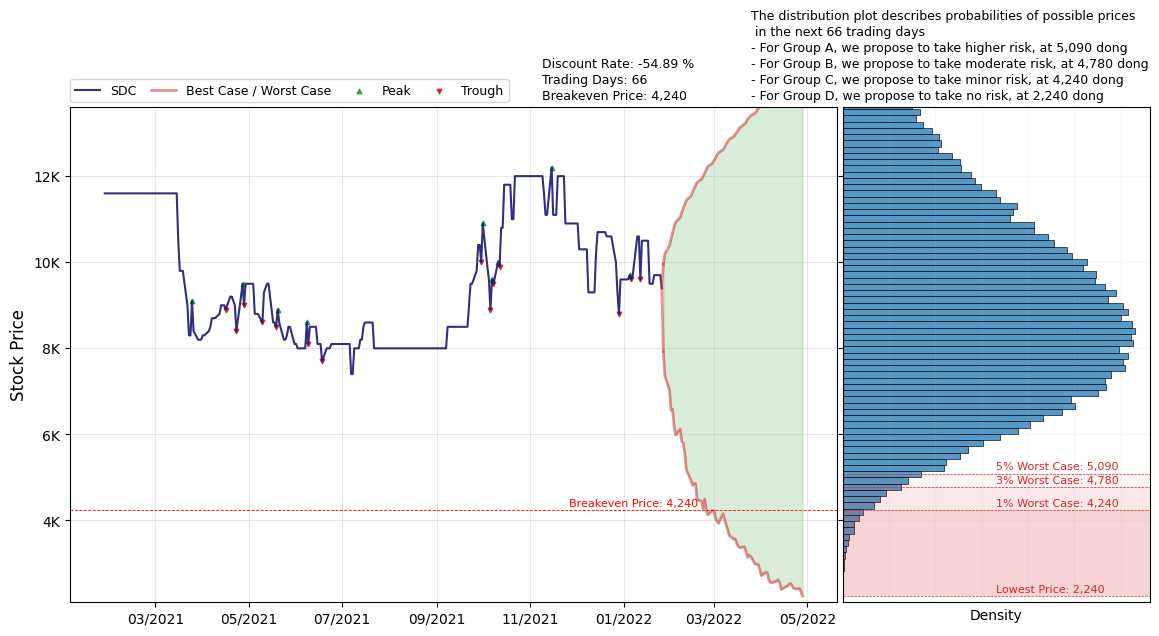 The distribution plot describes probabilities of possible prices
in the next 66 trading days
- For Group A, we propose to take higher risk, at 5,090 dong
- For Group B, we propose to take moderate risk, at 4,780 dong
- For Group C, we propose to take minor risk, at 4,240 dong
- For Group D, we propose to take no risk, at 2,240 dong
Discount Rate: -54.89 %
Trading Days: 66
Breakeven Price: 4,240
SDC Best Case / Worst Case Peak Trough
Stock Price
12K
10K
8K
6K
4K
Breakeven Price: 4,240
03/2021 05/2021 07/2021 09/2021 11/2021 01/2022 03/2022 05/2022
5% Worst Case: 5,090
3% Worst Case: 4,780
1% Worst Case: 4,240
Lowest Price: 2,240
Density